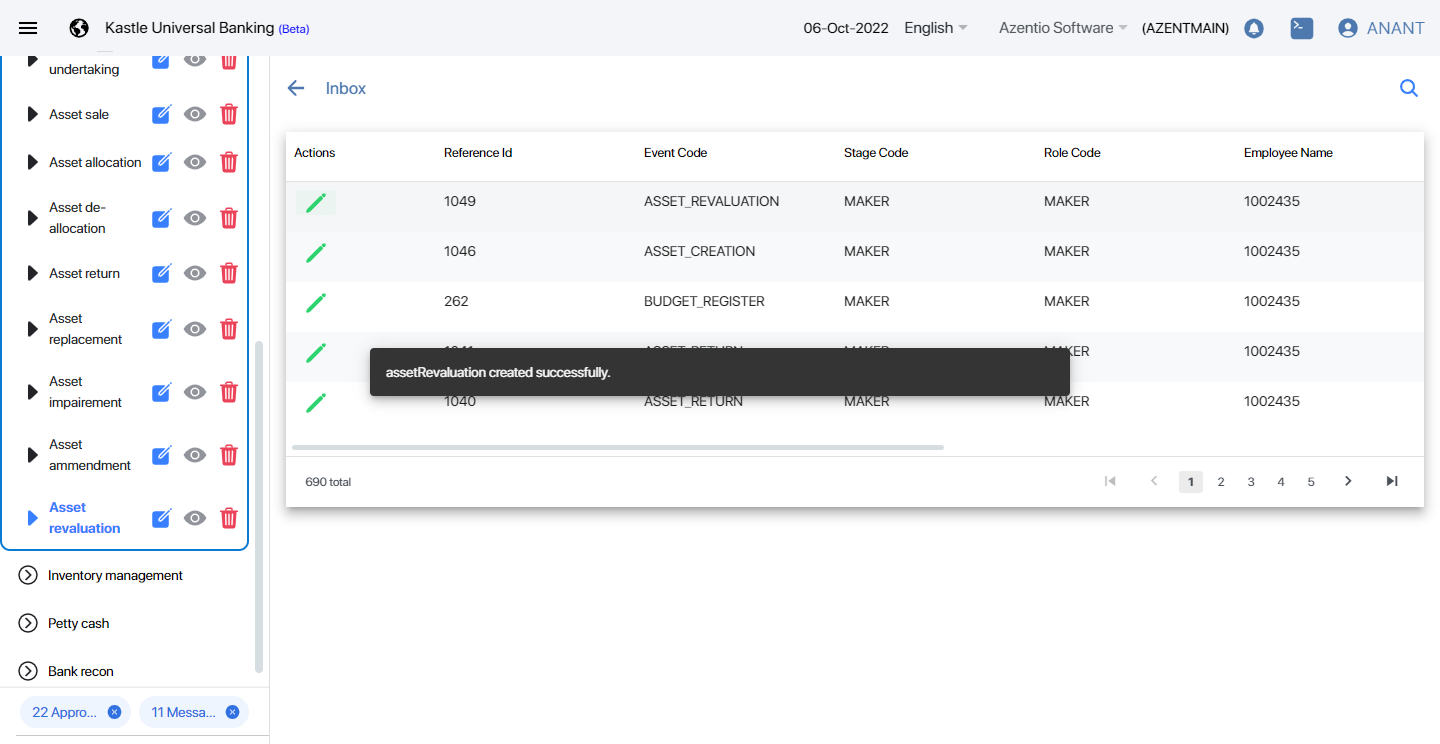 Kastle Universal Banking (Beta)
06-Oct-2022
English
Azentio Software
(AZENTMAIN)
ANANT
undertaking
Asset sale
Asset allocation
Asset de-
allocation
Asset return
Asset
replacement
Asset
impairement
Asset
ammendment
Asset
revaluation
Inventory management
Petty cash
Bank recon
22 Appro...
11 Messa...
Inbox
Actions Reference Id Event Code Stage Code Role Code Employee Name
1049 ASSET_REVALUATION MAKER MAKER 1002435
1046 ASSET_CREATION MAKER MAKER 1002435
262 BUDGET_REGISTER MAKER MAKER 1002435
1002435
assetRevaluation created successfully.
1040 ASSET_RETURN MAKER MAKER 1002435
690 total
1 2 3 4 5